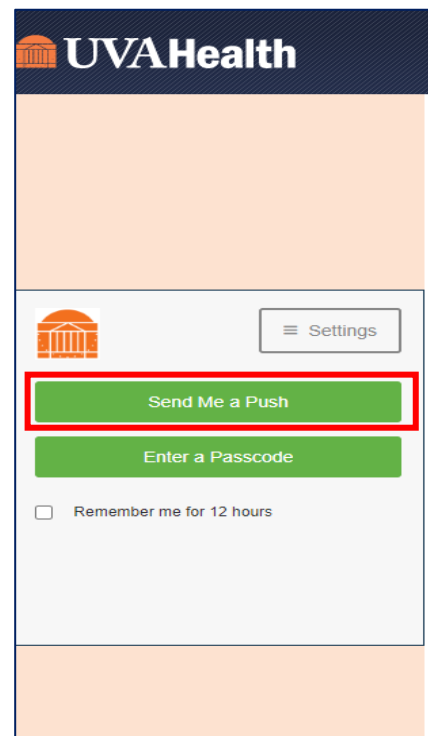 UVAHealth
≡ Settings
Send Me a Push
Enter a Passcode
Remember me for 12 hours